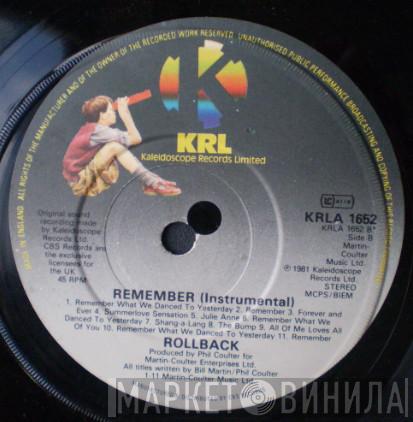 ALL RIGHTS OF THE MANUFACTURER AND OF THE OWNER OF THE RECORDED WORK RESERVED. UNAUTHORISED PUBLIC PERFORMANCE BROADCASTING AND COPYING OF THIS
MADE IN ENGLAND.
K
KRL
Kaleidoscope Records Limited
Original sound
recording made
by Kaleidoscope
Records Ltd.
CBS Records are
the exclusive
licensees for
the UK
45 RPM
KRLA 1652
KRLA 1652 B
Side B
Martin-
Coulter
Music Ltd.
℗ 1981 Kaleidoscope
Records Ltd.
STEREO
MCPS/BIEM
REMEMBER (Instrumental)
1. Remember What We Danced To Yesterday 2. Remember 3. Forever and
Ever 4. Summerlove Sensation 5. Julie Anne 6. Remember What We
Danced To Yesterday 7. Shang-a-Lang 8. The Bump 9. All Of Me Loves All
Of You 10. Remember What We Danced To Yesterday 11. Remember
ROLLBACK
Produced by Phil Coulter for
Martin-Coulter Enterprises Ltd.
All titles written by Bill Martin/Phil Coulter
1-11 Martin-Coulter Music Ltd.
МАРКЕТ ВИНИЛА